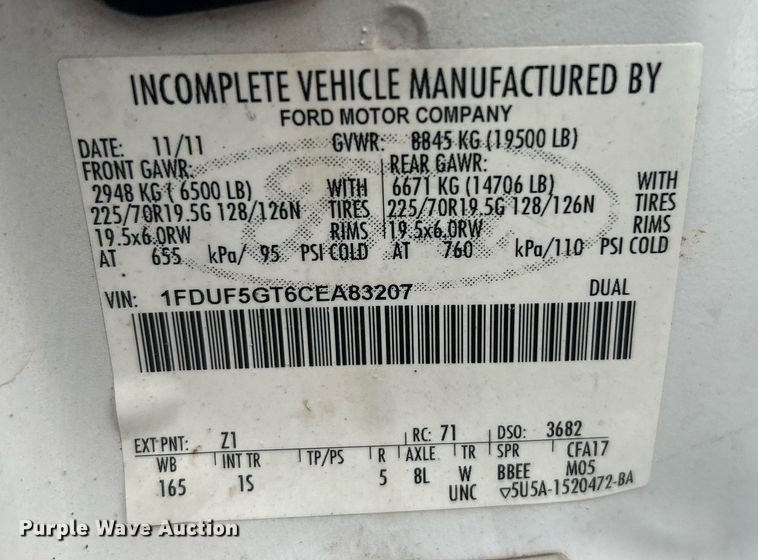 INCOMPLETE VEHICLE MANUFACTURED BY
FORD MOTOR COMPANY
DATE: 11/11 GVWR: 8845 KG (19500 LB)
FRONT GAWR: REAR GAWR:
2948 KG ( 6500 LB) WITH 6671 KG (14706 LB) WITH
225/70R19.5G 128/126N TIRES 225/70R19.5G 128/126N TIRES
19.5x6.0RW RIMS 19.5x6.0RW RIMS
AT 655 kPa/ 95 PSI COLD AT 760 kPa/110 PSI COLD
VIN: 1FDUF5GT6CEA83207 DUAL
EXT PNT: Z1 RC: 71 DSO: 3682
WB INT TR TP/PS R AXLE TR SPR CFA17
165 1S 5 8L W BBEE M05
UNC ▽5U5A-1520472-BA
Purple Wave Auction
Purple Wave Auction